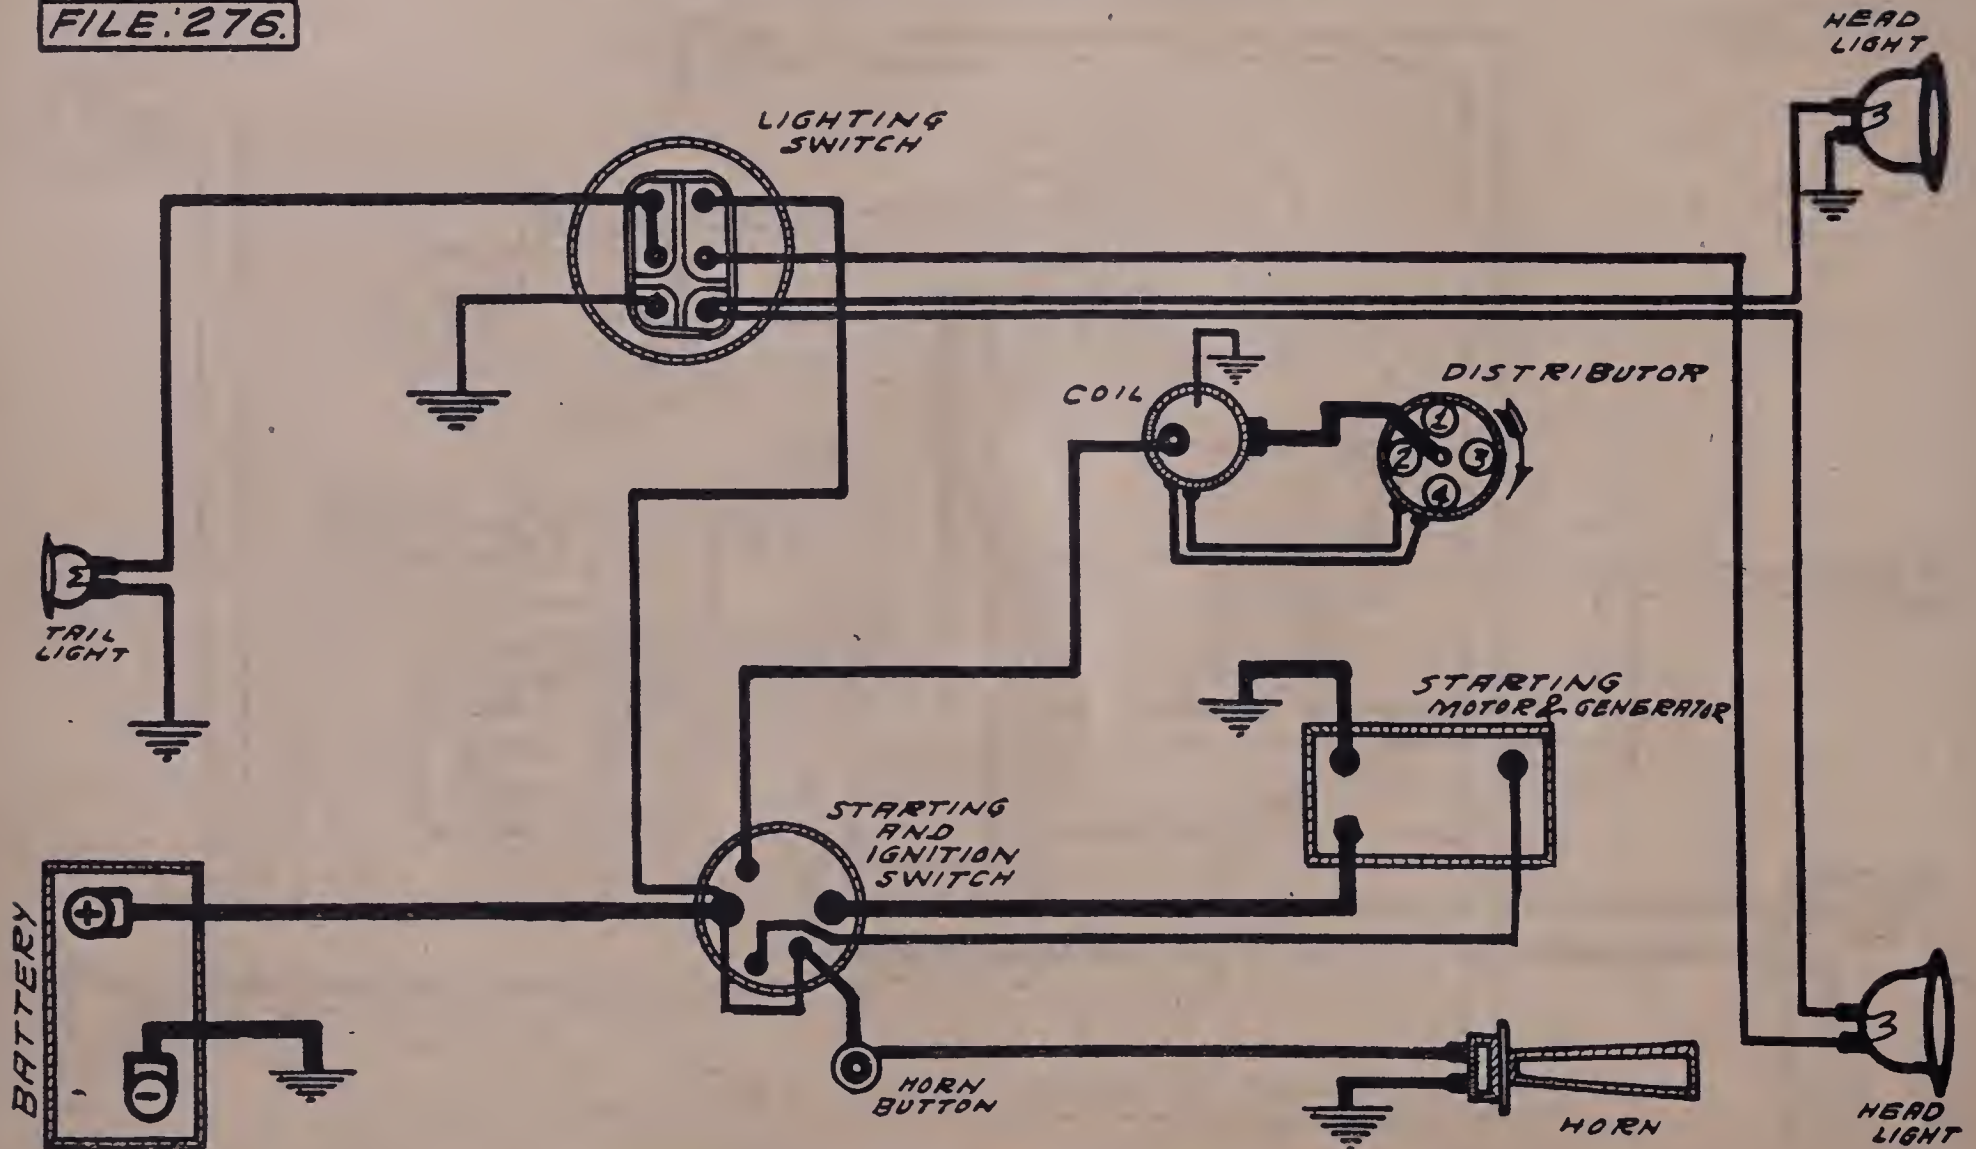 FILE:276.
HEAD
LIGHT
LIGHTING
SWITCH
COIL
DISTRIBUTOR
1
2
3
4
TAIL
LIGHT
STARTING
MOTOR & GENERATOR
STARTING
AND
IGNITION
SWITCH
BATTERY
+
-
HORN
BUTTON
HORN
HEAD
LIGHT